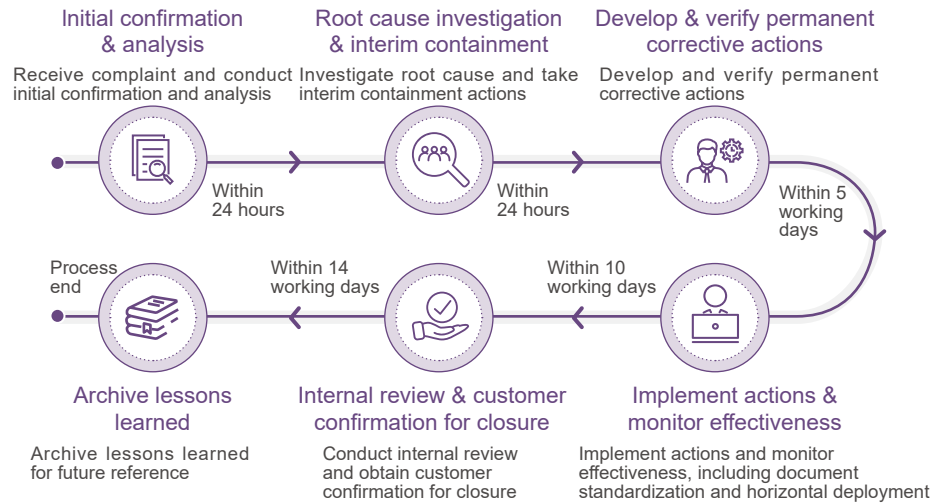 Initial confirmation
& analysis
Receive complaint and conduct
initial confirmation and analysis
Within
24 hours
Root cause investigation
& interim containment
Investigate root cause and take
interim containment actions
Within
24 hours
Develop & verify permanent
corrective actions
Develop and verify permanent
corrective actions
Within 5
working
days
Implement actions &
monitor effectiveness
Implement actions and monitor
effectiveness, including document
standardization and horizontal deployment
Within 10
working days
Internal review & customer
confirmation for closure
Conduct internal review
and obtain customer
confirmation for closure
Within 14
working days
Archive lessons
learned
Archive lessons learned
for future reference
Process
end